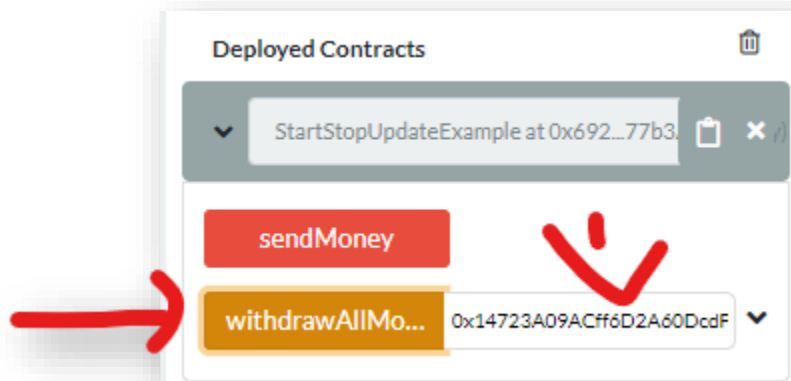 Deployed Contracts
StartStopUpdateExample at 0x692...77b3
sendMoney
withdrawAllMo... 0x14723A09ACff6D2A60DcdF